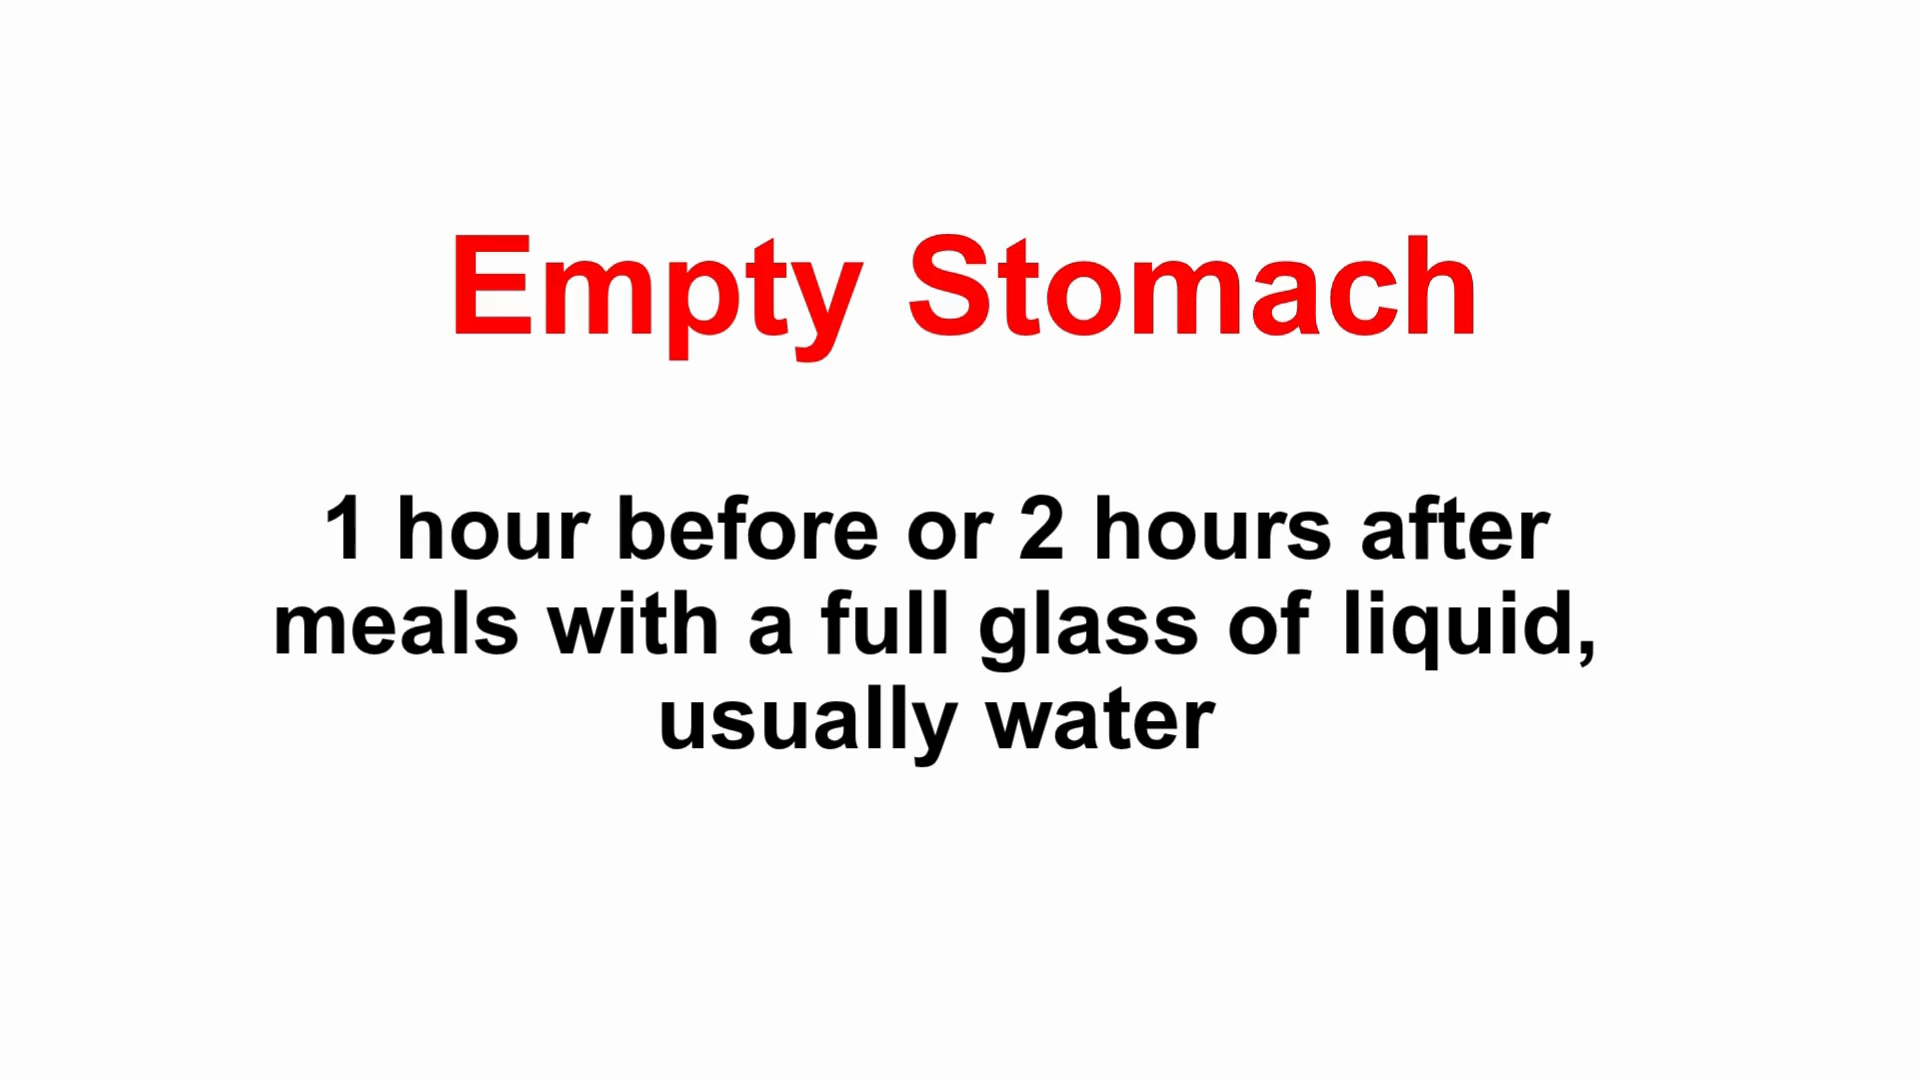 Empty Stomach
1 hour before or 2 hours after
meals with a full glass of liquid,
usually water